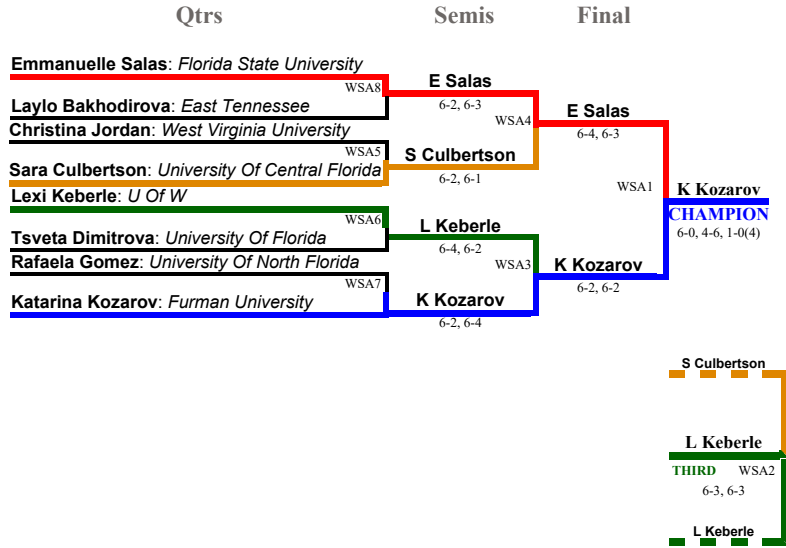 Qtrs Semis Final
Emmanuelle Salas: Florida State University
WSA8
E Salas
6-2, 6-3
Laylo Bakhodirova: East Tennessee
WSA4
E Salas
6-4, 6-3
Christina Jordan: West Virginia University
WSA5
S Culbertson
6-2, 6-1
Sara Culbertson: University Of Central Florida
WSA1
K Kozarov
CHAMPION
6-0, 4-6, 1-0(4)
Lexi Keberle: U Of W
WSA6
L Keberle
6-4, 6-2
Tsveta Dimitrova: University Of Florida
WSA3
K Kozarov
6-2, 6-2
Rafaela Gomez: University Of North Florida
WSA7
K Kozarov
6-2, 6-4
Katarina Kozarov: Furman University
S Culbertson
L Keberle
THIRD WSA2
6-3, 6-3
L Keberle